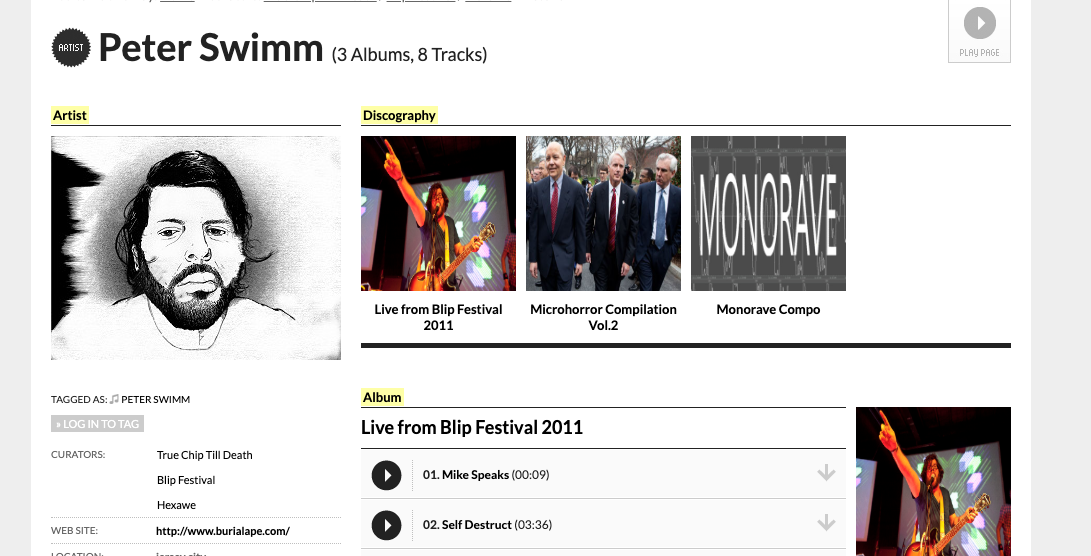 ARTIST
Peter Swimm (3 Albums, 8 Tracks)
PLAY PAGE
Artist
Discography
MONORAVE
Live from Blip Festival
2011
Microhorror Compilation
Vol.2
Monorave Compo
TAGGED AS: PETER SWIMM
» LOG IN TO TAG
CURATORS: True Chip Till Death
Blip Festival
Hexawe
WEB SITE: http://www.burialape.com/
Album
Live from Blip Festival 2011
01. Mike Speaks (00:09)
02. Self Destruct (03:36)